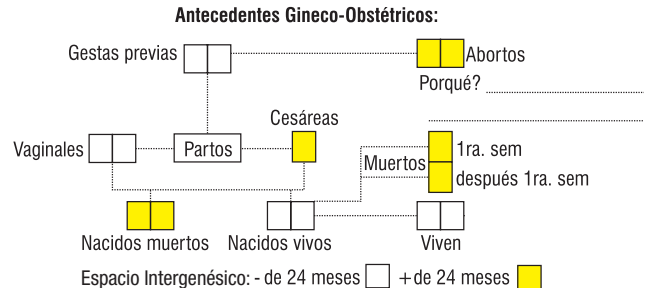 Antecedentes Gineco-Obstétricos:
Gestas previas
Abortos
Porqué?
Cesáreas
Vaginales
Partos
Muertos
1ra. sem
después 1ra. sem
Nacidos muertos
Nacidos vivos
Viven
Espacio Intergenésico: - de 24 meses + de 24 meses